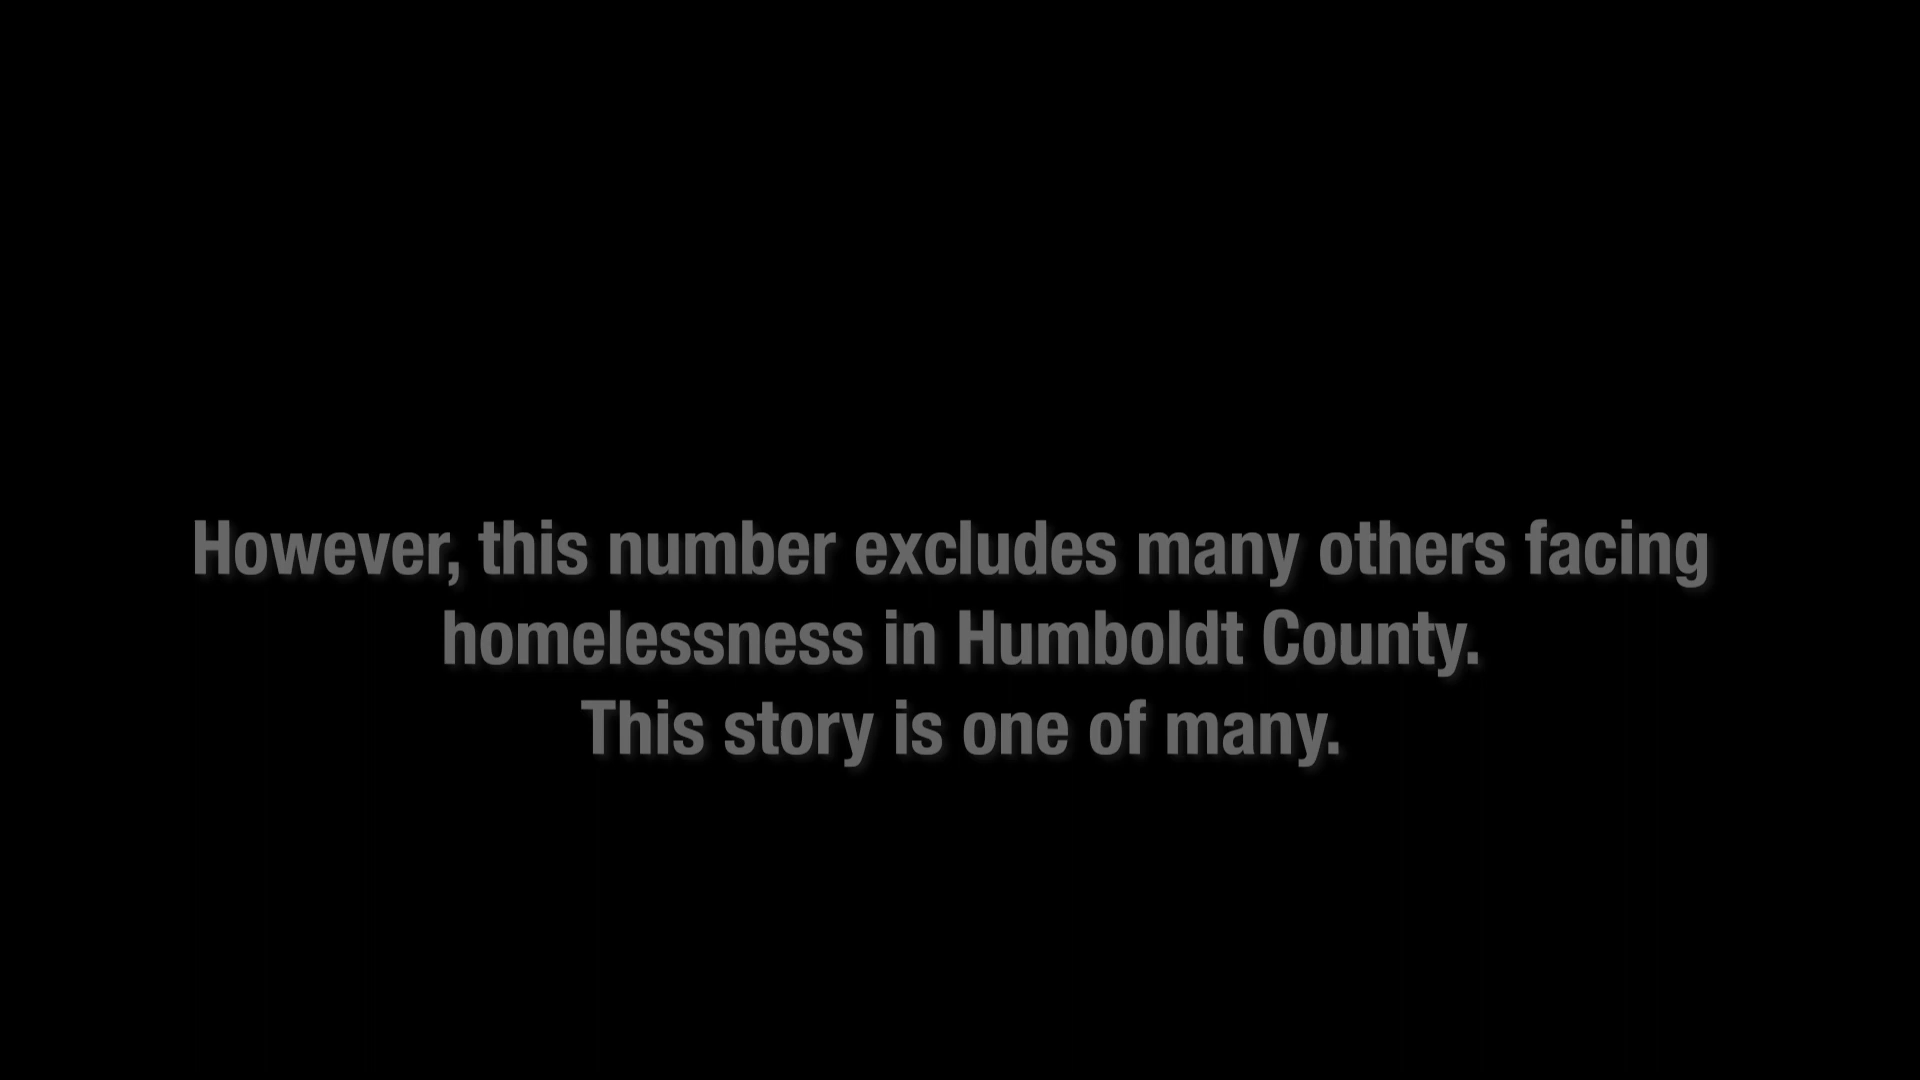 However, this number excludes many others facing
homelessness in Humboldt County.
This story is one of many.